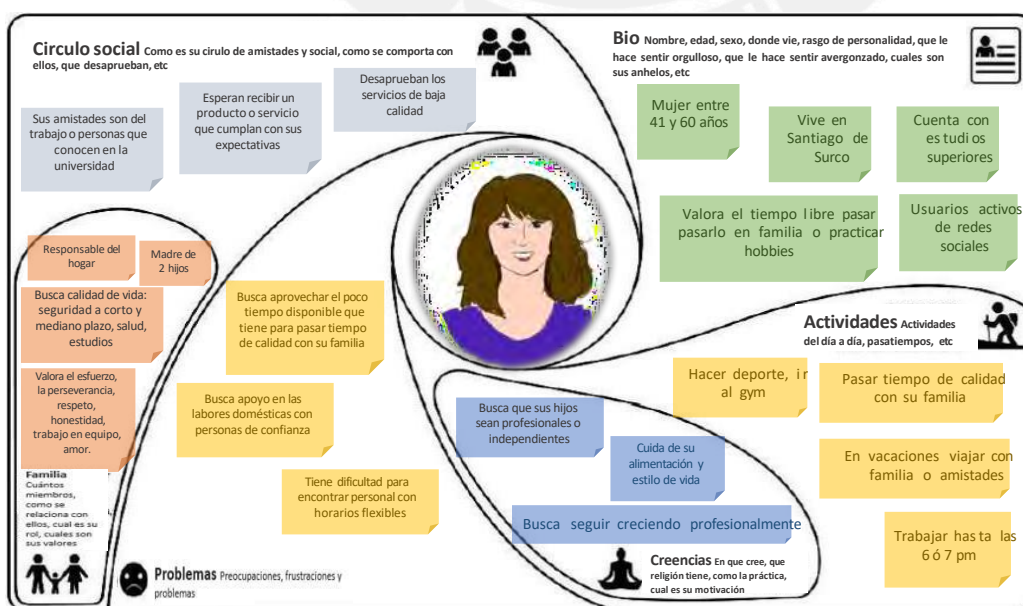 Circulo social Como es su cirulo de amistades y social, como se comporta con
ellos, que desaprueban, etc
Sus amistades son del
trabajo o personas que
conocen en la
universidad
Esperan recibir un
producto o servicio
que cumplan con sus
expectativas
Desaprueban los
servicios de baja
calidad
Bio Nombre, edad, sexo, donde vie, rasgo de personalidad, que le
hace sentir orgulloso, que le hace sentir avergonzado, cuales son
sus anhelos, etc
Mujer entre
41 y 60 años
Vive en
Santiago de
Surco
Cuenta con
estudios
superiores
Valora el tiempo libre pasar
pasarlo en familia o practicar
hobbies
Usuarios activos
de redes
sociales
Responsable del
hogar
Madre de
2 hijos
Busca calidad de vida:
seguridad a corto y
mediano plazo, salud,
estudios
Valora el esfuerzo,
la perseverancia,
respeto,
honestidad,
trabajo en equipo,
amor.
Familia
Cuántos
miembros,
como se
relaciona con
ellos, cual es su
rol, cuales son
sus valores
Busca aprovechar el poco
tiempo disponible que
tiene para pasar tiempo
de calidad con su familia
Busca apoyo en las
labores domésticas con
personas de confianza
Tiene dificultad para
encontrar personal con
horarios flexibles
Problemas Preocupaciones, frustraciones y
problemas
Actividades Actividades
del día a día, pasatiempos, etc
Hacer deporte, ir
al gym
Pasar tiempo de calidad
con su familia
En vacaciones viajar con
familia o amistades
Trabajar hasta las
6 ó 7 pm
Busca que sus hijos
sean profesionales o
independientes
Cuida de su
alimentación y
estilo de vida
Busca seguir creciendo profesionalmente
Creencias En que cree, que
religión tiene, como la práctica,
cual es su motivación